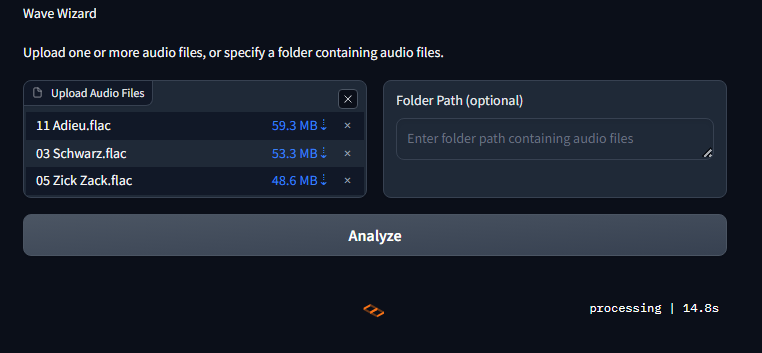 Wave Wizard
Upload one or more audio files, or specify a folder containing audio files.
Upload Audio Files
11 Adieu.flac 59.3 MB ⇣ ×
03 Schwarz.flac 53.3 MB ⇣ ×
05 Zick Zack.flac 48.6 MB ⇣ ×
Folder Path (optional)
Enter folder path containing audio files
Analyze
processing | 14.8s